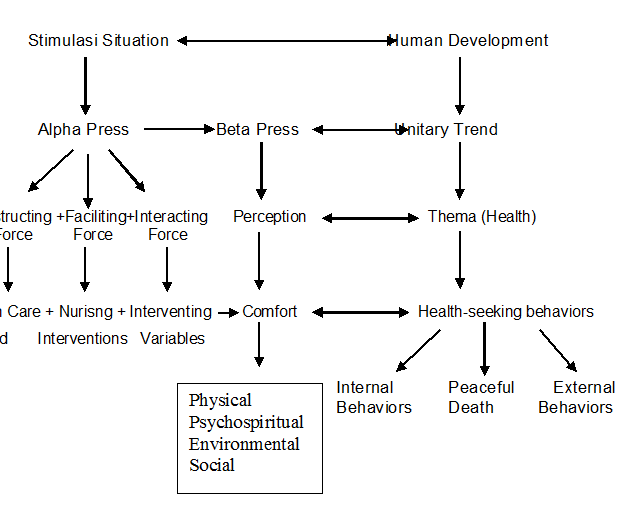 Stimulasi Situation Human Development
Alpha Press Beta Press Unitary Trend
structing +Faciliting+Interacting Perception Thema (Health)
Force Force Force
Care + Nurisng + Interventing Comfort Health-seeking behaviors
d Interventions Variables
Physical
Psychospiritual
Environmental
Social
Internal Peaceful External
Behaviors Death Behaviors